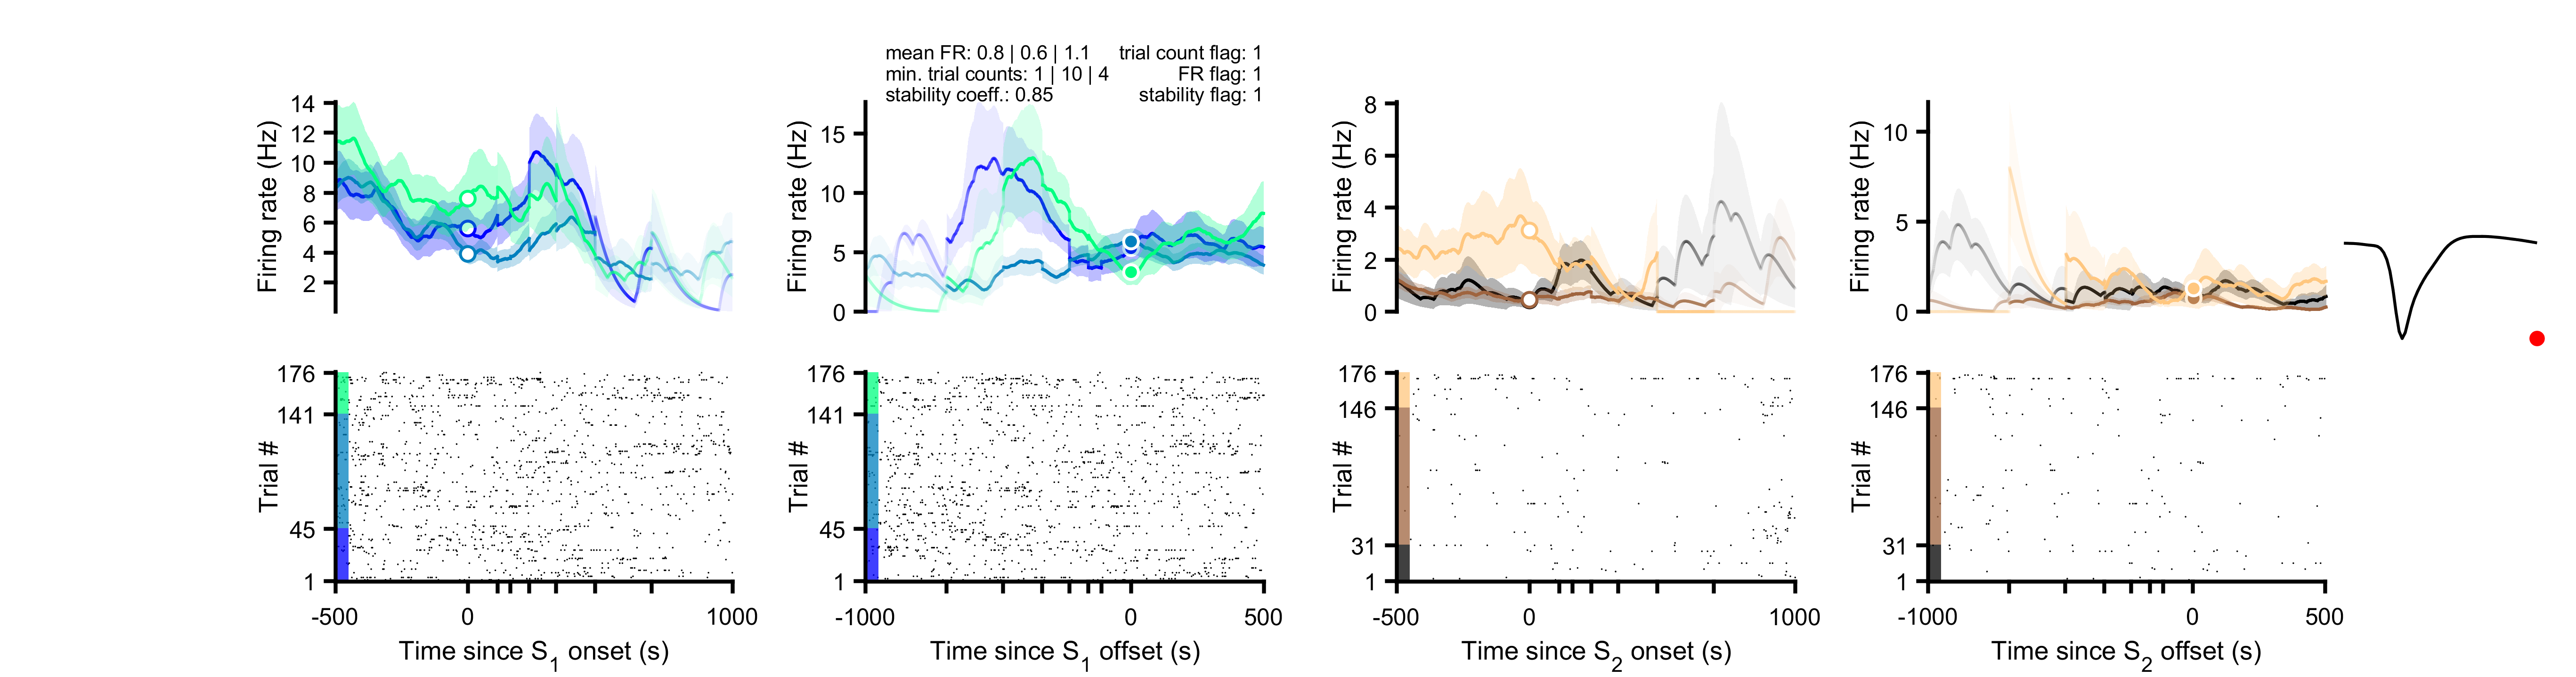 mean FR: 0.8 | 0.6 | 1.1 trial count flag: 1
min. trial counts: 1 | 10 | 4 FR flag: 1
stability coeff.: 0.85 stability flag: 1
Firing rate (Hz)
14
12
10
8
6
4
2
Firing rate (Hz)
15
10
5
0
Firing rate (Hz)
8
6
4
2
0
Firing rate (Hz)
10
5
0
Trial #
176
141
45
1
-500 0 1000
Time since S1 onset (s)
Trial #
176
141
45
1
-1000 0 500
Time since S1 offset (s)
Trial #
176
146
31
1
-500 0 1000
Time since S2 onset (s)
Trial #
176
146
31
1
-1000 0 500
Time since S2 offset (s)